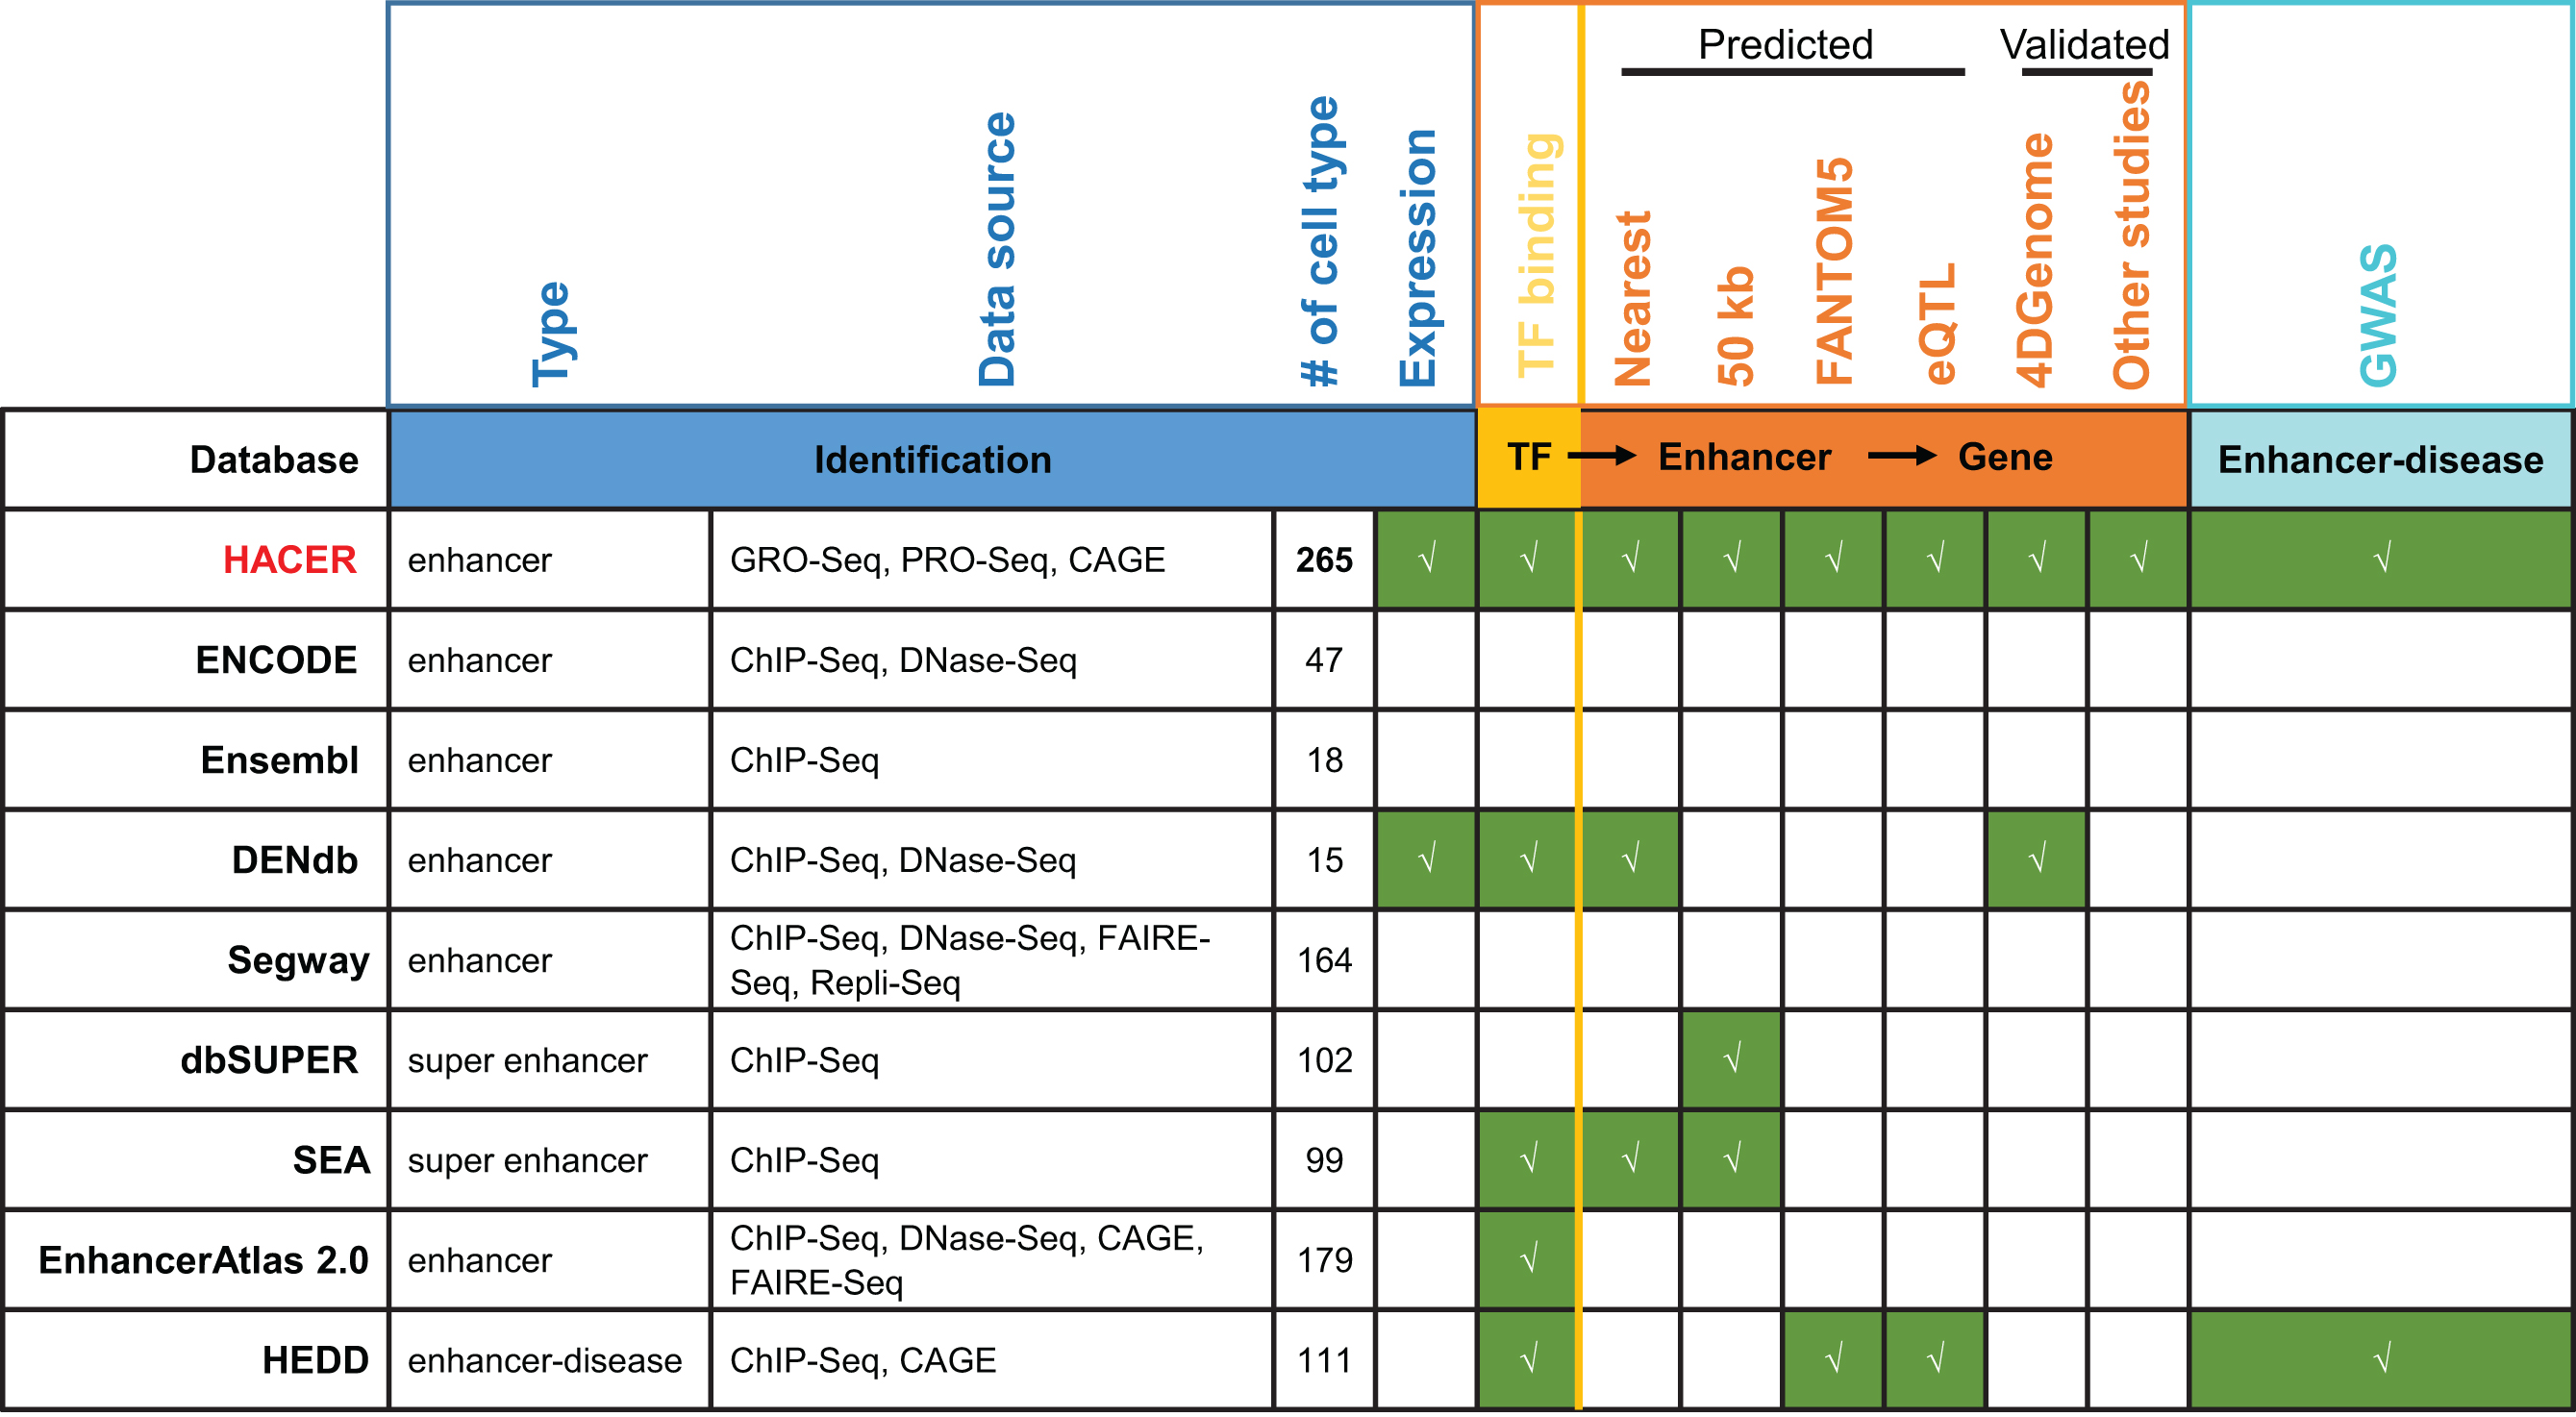 Predicted Validated
Type
Data source
# of cell type
Expression
TF binding
Nearest
50 kb
FANTOM5
eQTL
4DGenome
Other studies
GWAS
Database Identification TF Enhancer Gene Enhancer-disease
HACER enhancer GRO-Seq, PRO-Seq, CAGE 265 √ √ √ √ √ √ √ √ √
ENCODE enhancer ChIP-Seq, DNase-Seq 47
Ensembl enhancer ChIP-Seq 18
DENdb enhancer ChIP-Seq, DNase-Seq 15 √ √ √ √
Segway enhancer ChIP-Seq, DNase-Seq, FAIRE-
Seq, Repli-Seq 164
dbSUPER super enhancer ChIP-Seq 102 √
SEA super enhancer ChIP-Seq 99 √ √ √
EnhancerAtlas 2.0 enhancer ChIP-Seq, DNase-Seq, CAGE,
FAIRE-Seq 179 √
HEDD enhancer-disease ChIP-Seq, CAGE 111 √ √ √ √